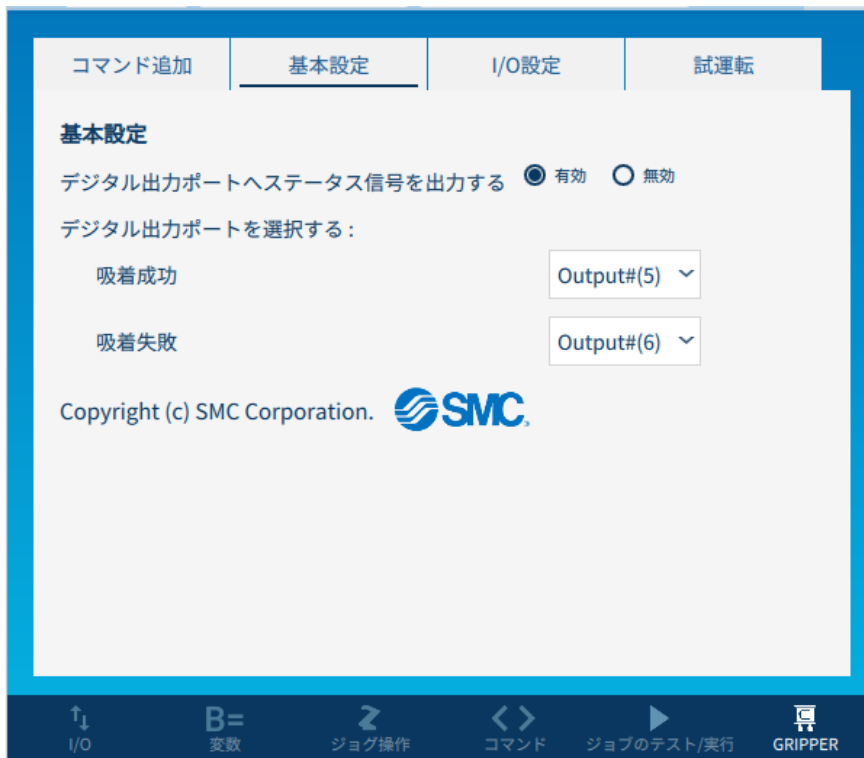 コマンド追加 基本設定 I/O設定 試運転
基本設定
デジタル出力ポートへステータス信号を出力する 有効 無効
デジタル出力ポートを選択する :
吸着成功 Output#(5)
吸着失敗 Output#(6)
Copyright (c) SMC Corporation. SMC
I/O B= 変数 ジョグ操作 コマンド ジョブのテスト/実行 GRIPPER